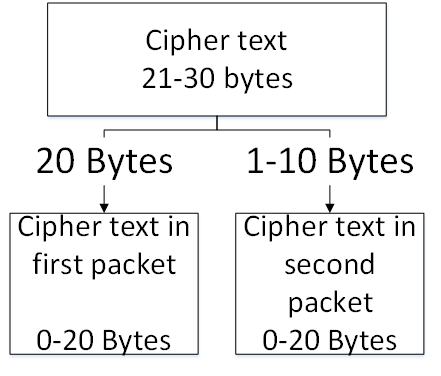 Cipher text
21-30 bytes
20 Bytes
1-10 Bytes
Cipher text in
first packet
0-20 Bytes
Cipher text in
second
packet
0-20 Bytes